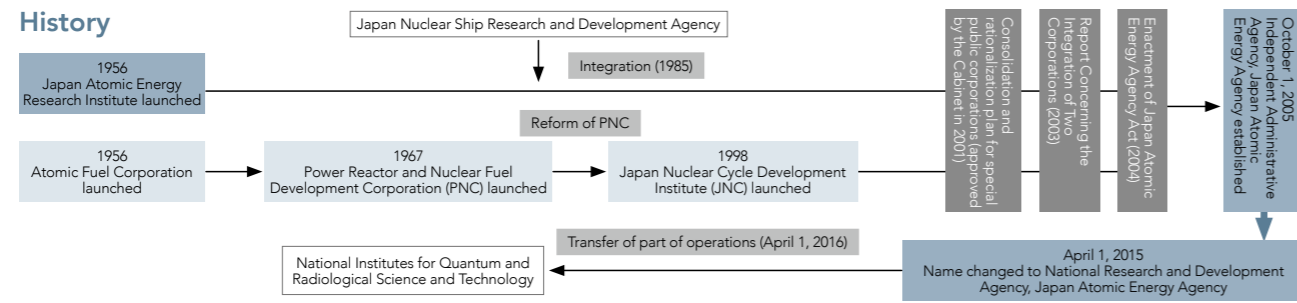 History
Japan Nuclear Ship Research and Development Agency
Integration (1985)
1956
Japan Atomic Energy
Research Institute launched
Reform of PNC
1956
Atomic Fuel Corporation
launched
1967
Power Reactor and Nuclear Fuel
Development Corporation (PNC) launched
1998
Japan Nuclear Cycle Development
Institute (JNC) launched
Consolidation and
rationalization plan for special
public corporations (approved
by the Cabinet in 2001)
Report Concerning the
Integration of Two
Corporations (2003)
Enactment of Japan Atomic
Energy Agency Act (2004)
October 1, 2005
Independent Administrative
Agency, Japan Atomic
Energy Agency established
April 1, 2015
Name changed to National Research and Development
Agency, Japan Atomic Energy Agency
Transfer of part of operations (April 1, 2016)
National Institutes for Quantum and
Radiological Science and Technology